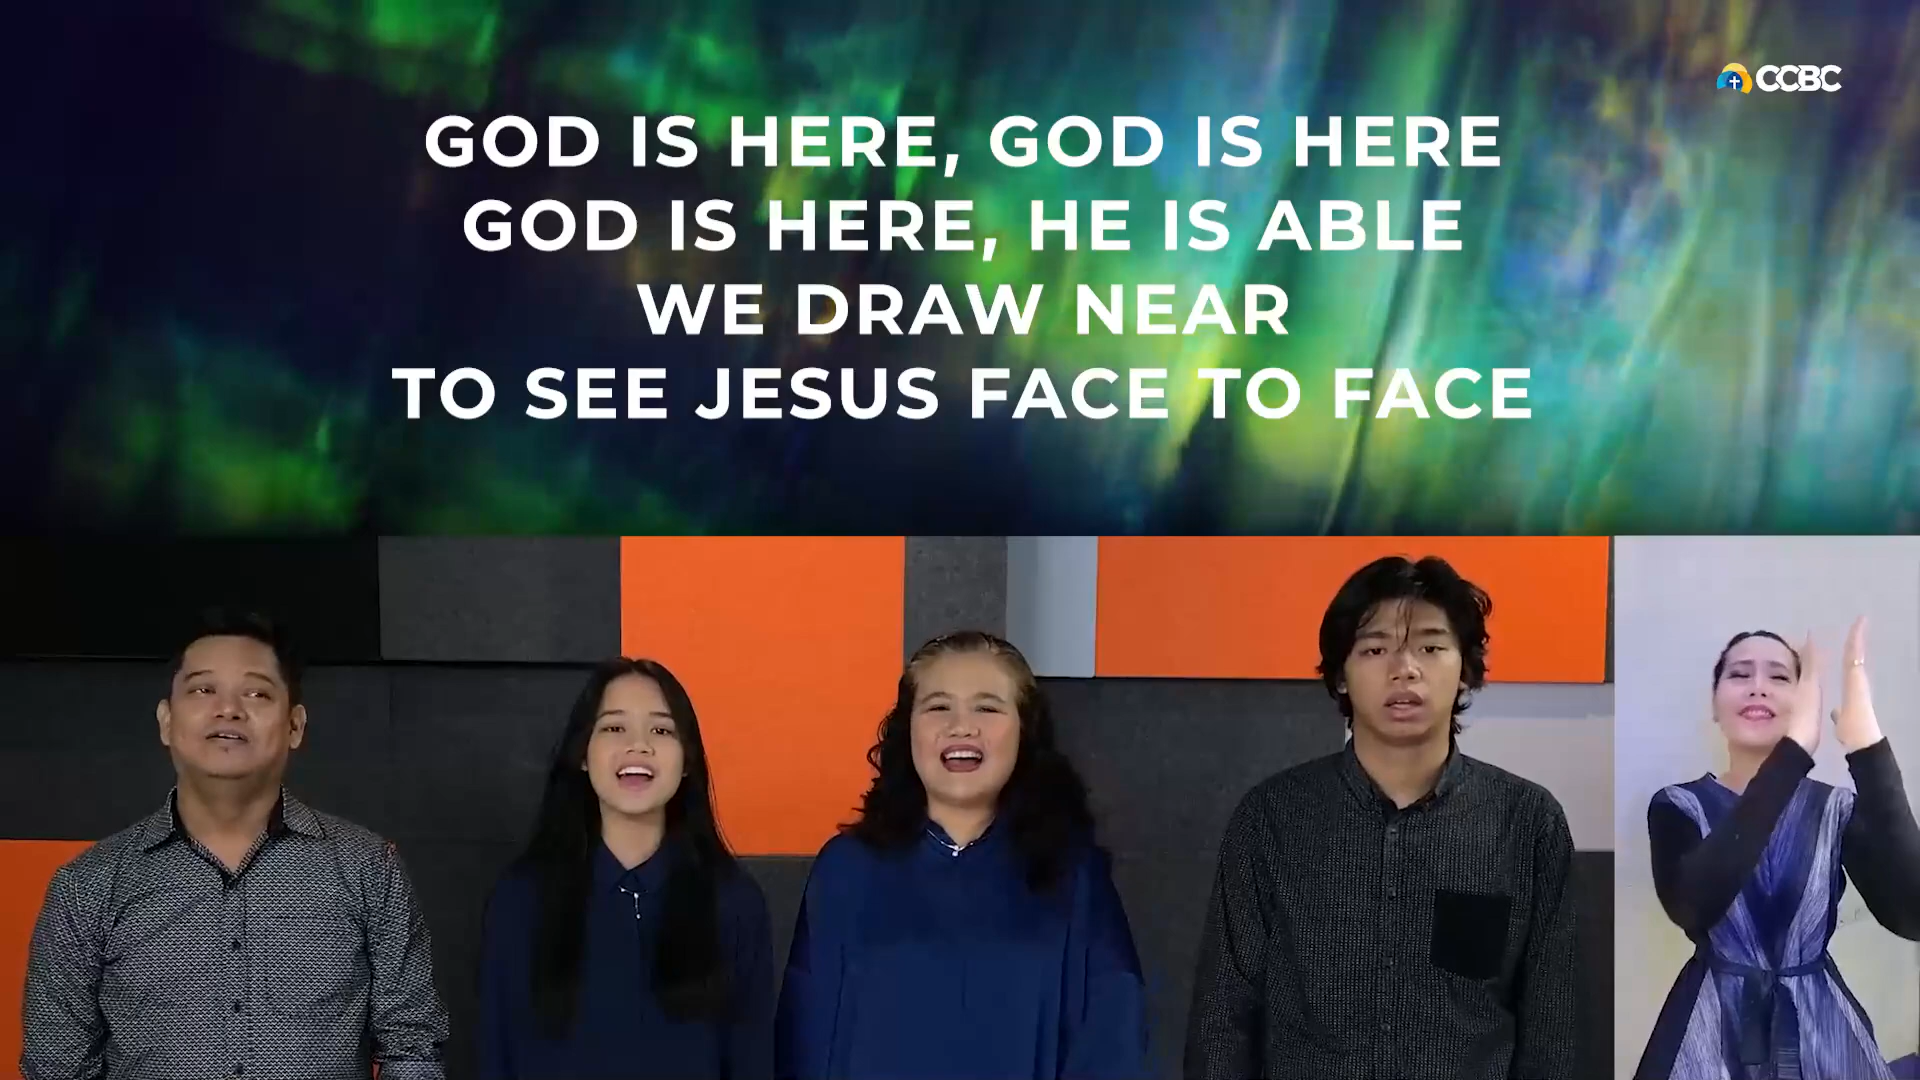 CCBC
GOD IS HERE, GOD IS HERE
GOD IS HERE, HE IS ABLE
WE DRAW NEAR
TO SEE JESUS FACE TO FACE